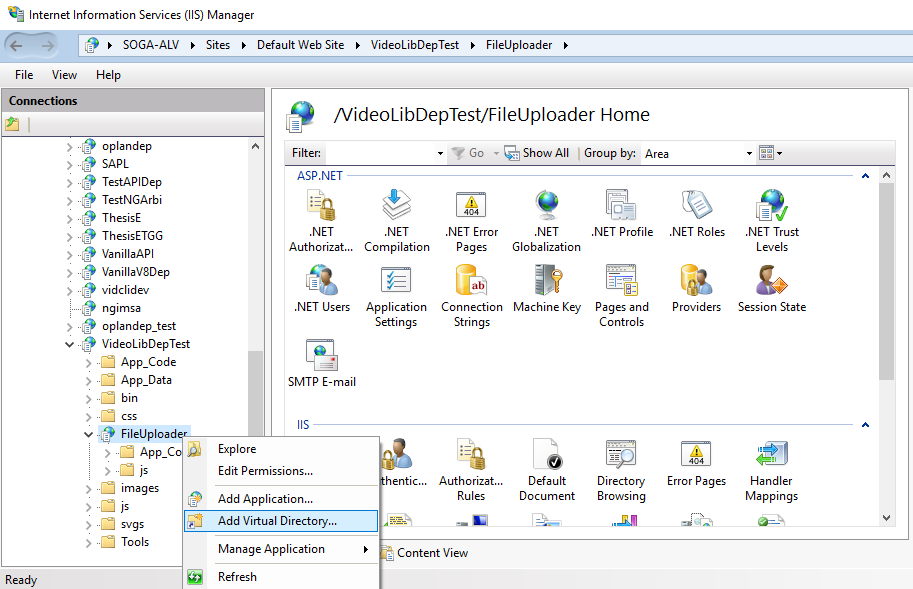 Internet Information Services (IIS) Manager
SOGA-ALV Sites Default Web Site VideoLibDepTest FileUploader
File View Help
Connections
oplandep
SAPL
TestAPIDep
TestNGArbi
ThesisE
ThesisETGG
VanillaAPI
VanillaV8Dep
vidclidev
ngimsa
oplandep_test
VideoLibDepTest
App_Code
App_Data
bin
css
FileUploader
App_Co
js
images
js
svgs
Tools
Explore
Edit Permissions...
Add Application...
Add Virtual Directory...
Manage Application
Refresh
/VideoLibDepTest/FileUploader Home
Filter: Go Show All Group by: Area
ASP.NET
.NET Authorizat...
.NET Compilation
404
.NET Error Pages
.NET Globalization
.NET Profile
.NET Roles
.NET Trust Levels
.NET Users
Application Settings
ab
Connection Strings
Machine Key
Pages and Controls
Providers
Session State
SMTP E-mail
IIS
thentic...
Authorizat... Rules
Default Document
Directory Browsing
404
Error Pages
Handler Mappings
Content View
Ready